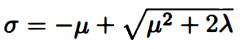 σ = −μ + √(μ² + 2λ)